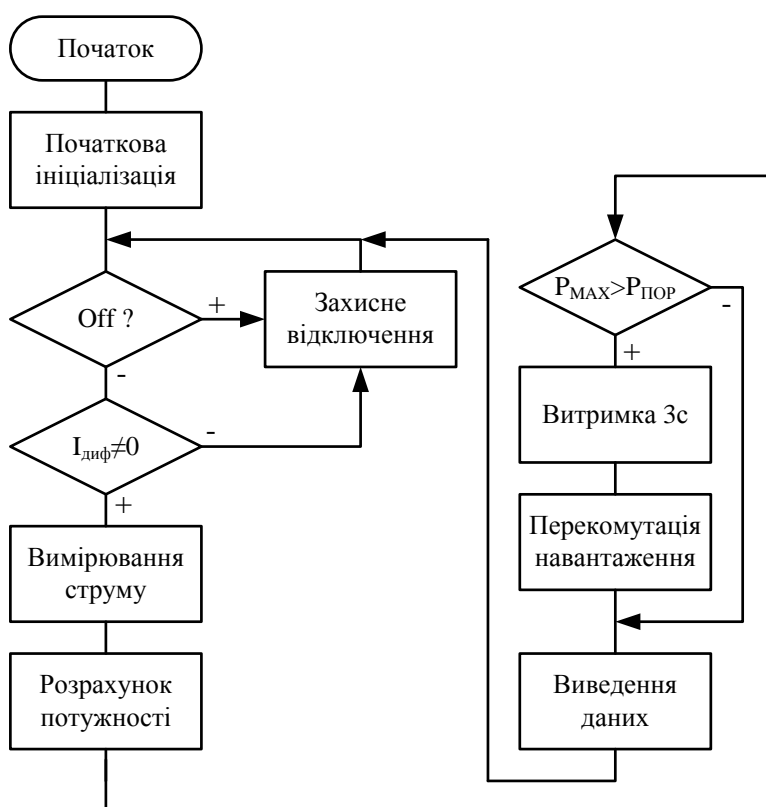 Початок
Початкова
ініціалізація
Off ?
+
-
Захисне
відключення
Iдиф≠0
-
+
Вимірювання
струму
Розрахунок
потужності
PMAX>PПОР
-
+
Витримка 3с
Перекомутація
навантаження
Виведення
даних